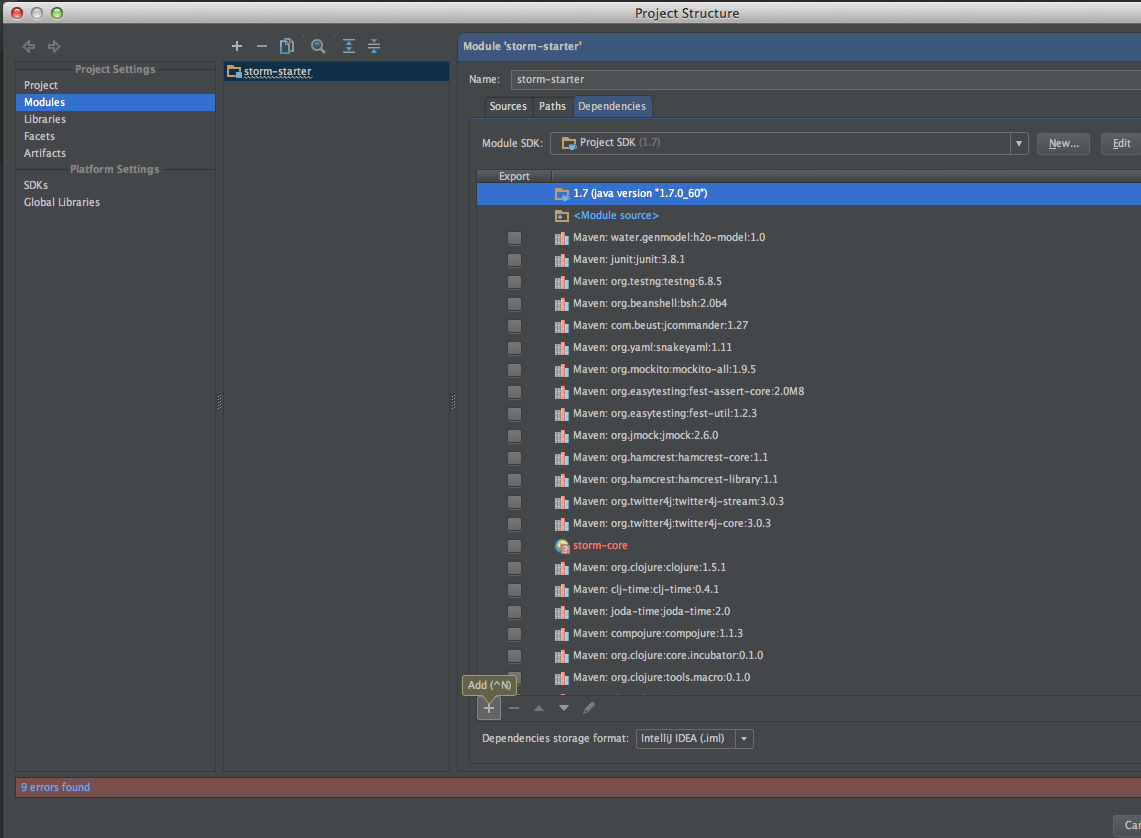 Project Structure
Project Settings
Project
Modules
Libraries
Facets
Artifacts
Platform Settings
SDKs
Global Libraries
storm-starter
Module 'storm-starter'
Name: storm-starter
Sources Paths Dependencies
Module SDK: Project SDK (1.7) New... Edit
Export
1.7 (java version "1.7.0_60")
<Module source>
Maven: water.genmodel:h2o-model:1.0
Maven: junit:junit:3.8.1
Maven: org.testng:testng:6.8.5
Maven: org.beanshell:bsh:2.0b4
Maven: com.beust:jcommander:1.27
Maven: org.yaml:snakeyaml:1.11
Maven: org.mockito:mockito-all:1.9.5
Maven: org.easytesting:fest-assert-core:2.0M8
Maven: org.easytesting:fest-util:1.2.3
Maven: org.jmock:jmock:2.6.0
Maven: org.hamcrest:hamcrest-core:1.1
Maven: org.hamcrest:hamcrest-library:1.1
Maven: org.twitter4j:twitter4j-stream:3.0.3
Maven: org.twitter4j:twitter4j-core:3.0.3
storm-core
Maven: org.clojure:clojure:1.5.1
Maven: clj-time:clj-time:0.4.1
Maven: joda-time:joda-time:2.0
Maven: compojure:compojure:1.1.3
Maven: org.clojure:core.incubator:0.1.0
Maven: org.clojure:tools.macro:0.1.0
Add (^N)
Dependencies storage format: IntelliJ IDEA (.iml)
9 errors found